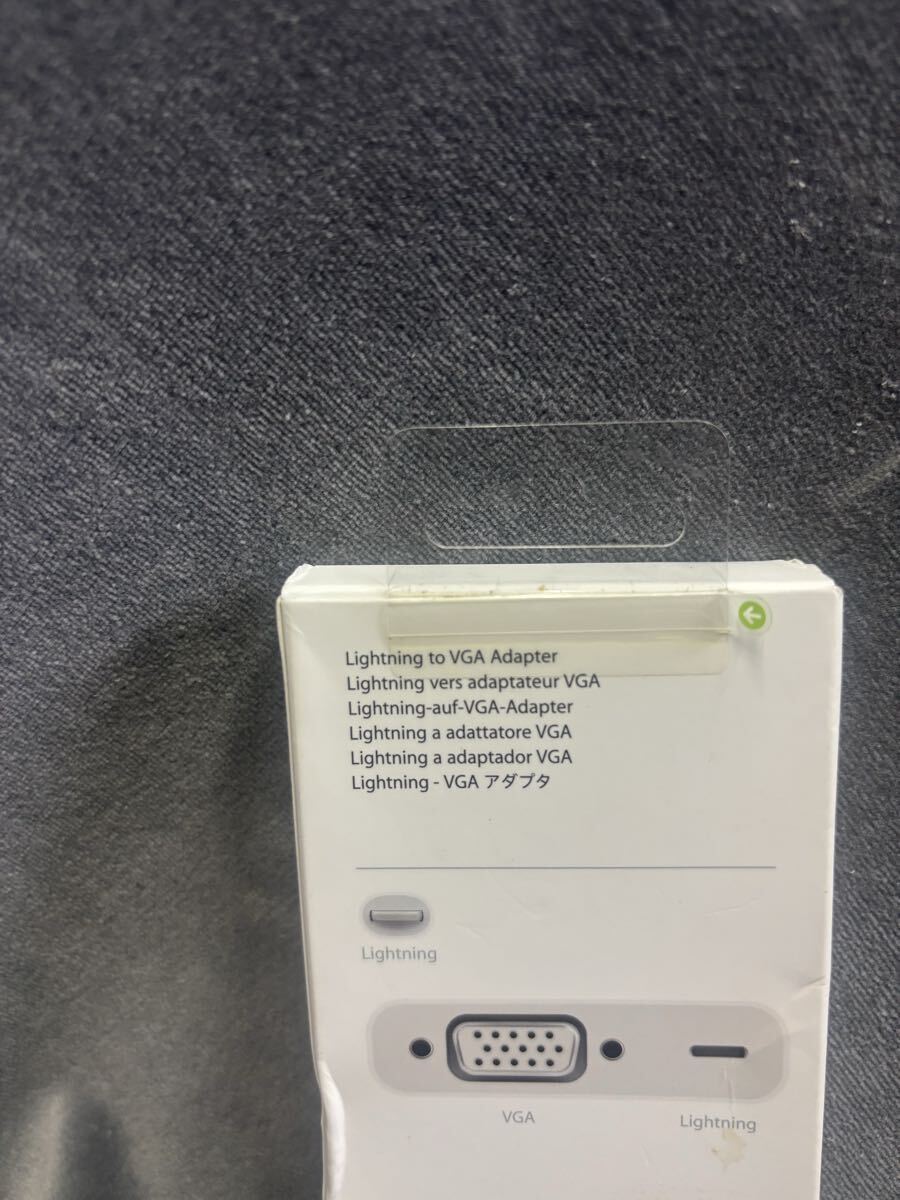 Lightning to VGA Adapter
Lightning vers adaptateur VGA
Lightning-auf-VGA-Adapter
Lightning a adattatore VGA
Lightning a adaptador VGA
Lightning - VGA アダプタ
Lightning
VGA
Lightning